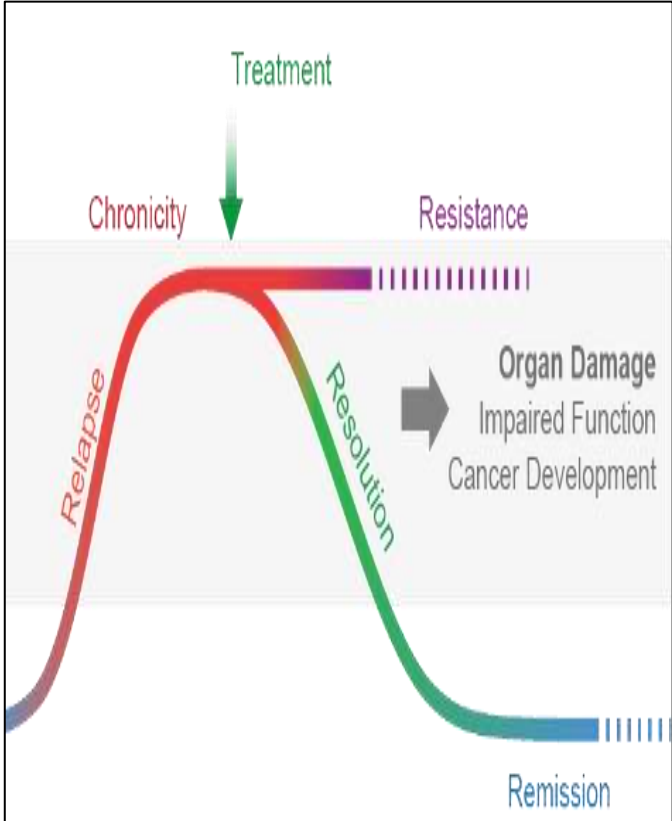 Treatment
Chronicity
Resistance
Relapse
Resolution
Organ Damage
Impaired Function
Cancer Development
Remission